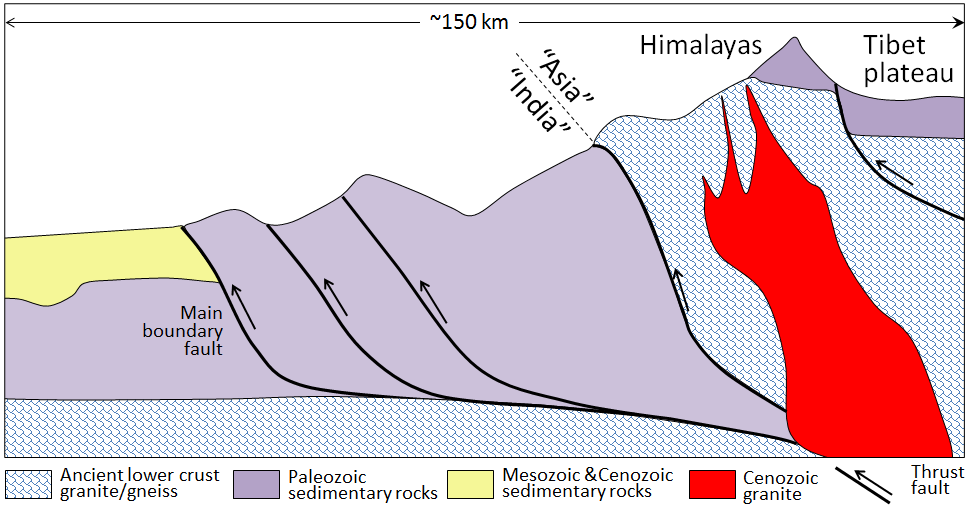 ~150 km
Himalayas
Tibet
plateau
"Asia"
"India"
Main
boundary
fault
Ancient lower crust
granite/gneiss
Paleozoic
sedimentary rocks
Mesozoic &Cenozoic
sedimentary rocks
Cenozoic
granite
Thrust
fault